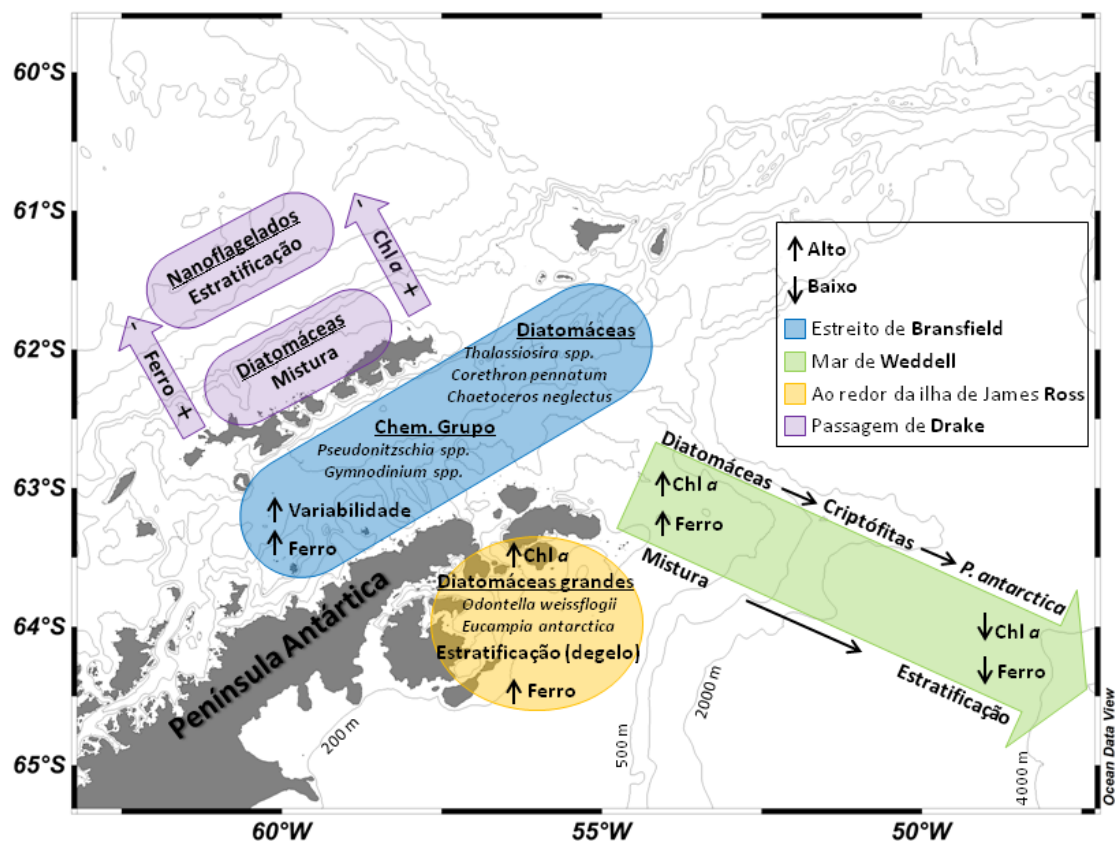 60°S
61°S
62°S
63°S
64°S
65°S
60°W
55°W
50°W
Nanoflagelados
Estratificação
- Chl a +
Diatomáceas
Mistura
- Ferro +
Diatomáceas
Thalassiosira spp.
Corethron pennatum
Chaetoceros neglectus
Chem. Grupo
Pseudonitzschia spp.
Gymnodinium spp.
↑ Variabilidade
↑ Ferro
↑ Alto
↓ Baixo
Estreito de Bransfield
Mar de Weddell
Ao redor da ilha de James Ross
Passagem de Drake
Diatomáceas → Criptófitas → P. antarctica
↑ Chl a
↑ Ferro
Mistura → Estratificação
↓ Chl a
↓ Ferro
↑ Chl a
Diatomáceas grandes
Odontella weissflogii
Eucampia antarctica
Estratificação (degelo)
↑ Ferro
Península Antártica
200 m
500 m
2000 m
4000 m
Ocean Data View